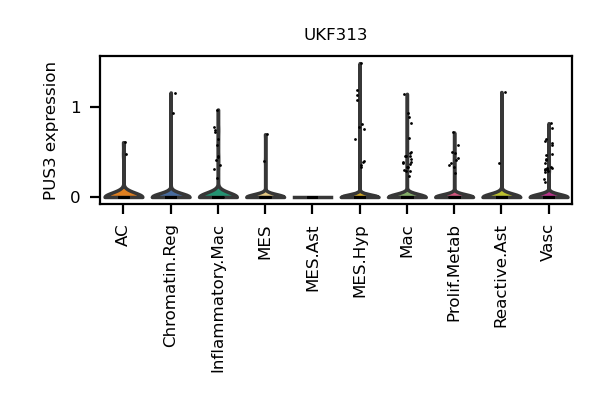 UKF313
PUS3 expression
1
0
AC
Chromatin.Reg
Inflammatory.Mac
MES
MES.Ast
MES.Hyp
Mac
Prolif.Metab
Reactive.Ast
Vasc